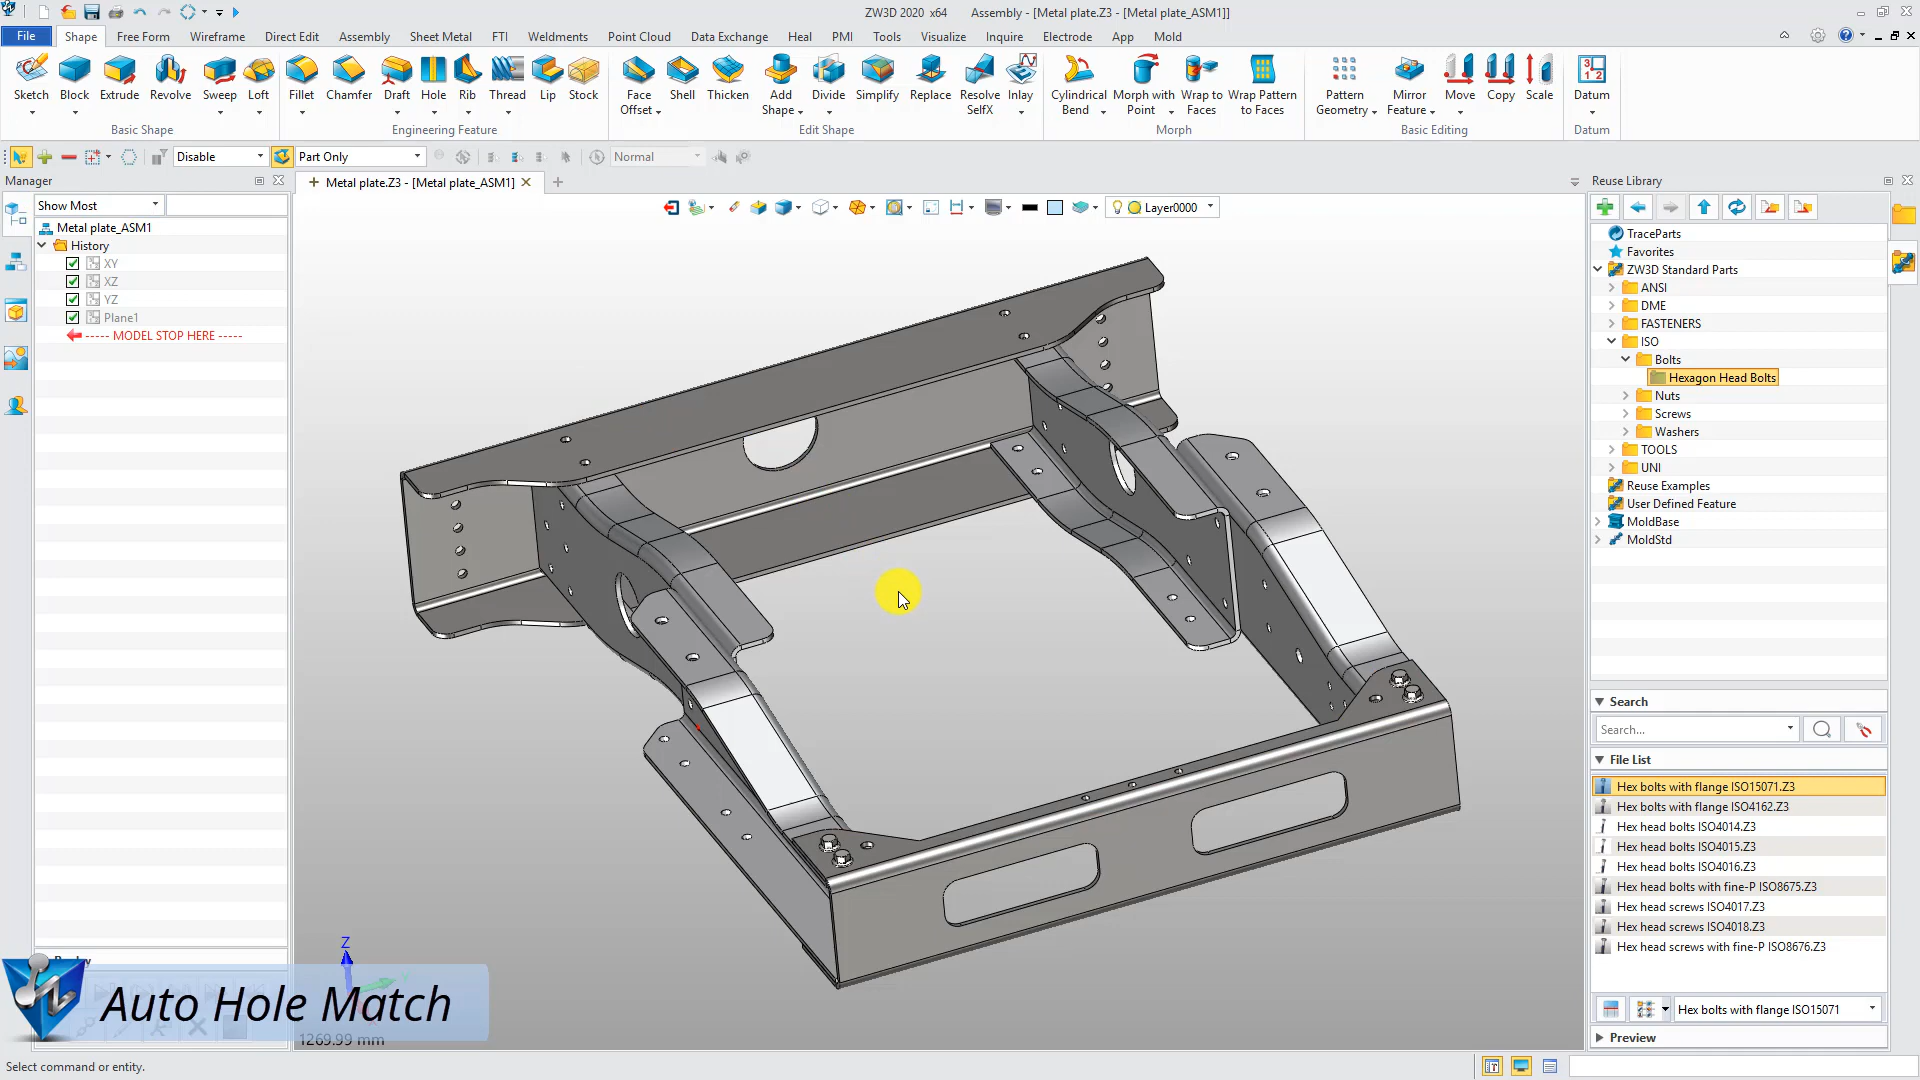 ZW3D 2020 x64 Assembly - [Metal plate.Z3 - [Metal plate_ASM1]]
File Shape Free Form Wireframe Direct Edit Assembly Sheet Metal FTI Weldments Point Cloud Data Exchange Heal PMI Tools Visualize Inquire Electrode App Mold
Sketch Block Extrude Revolve Sweep Loft Fillet Chamfer Draft Hole Rib Thread Lip Stock Face Offset Shell Thicken Add Shape Divide Simplify Replace Resolve SelfX Inlay Cylindrical Bend Morph with Point Wrap to Faces Wrap Pattern to Faces Pattern Geometry Mirror Feature Move Copy Scale Datum
Basic Shape Engineering Feature Edit Shape Morph Basic Editing Datum
Disable Part Only Normal
Manager
Metal plate.Z3 - [Metal plate_ASM1]
Show Most
Layer0000
Metal plate_ASM1
History
XY
XZ
YZ
Plane1
----- MODEL STOP HERE -----
Reuse Library
TraceParts
Favorites
ZW3D Standard Parts
ANSI
DME
FASTENERS
ISO
Bolts
Hexagon Head Bolts
Nuts
Screws
Washers
TOOLS
UNI
Reuse Examples
User Defined Feature
MoldBase
MoldStd
Search
Search...
File List
Hex bolts with flange ISO15071.Z3
Hex bolts with flange ISO4162.Z3
Hex head bolts ISO4014.Z3
Hex head bolts ISO4015.Z3
Hex head bolts ISO4016.Z3
Hex head bolts with fine-P ISO8675.Z3
Hex head screws ISO4017.Z3
Hex head screws ISO4018.Z3
Hex head screws with fine-P ISO8676.Z3
Hex bolts with flange ISO15071
Preview
Z
Auto Hole Match
1269.99 mm
Select command or entity.